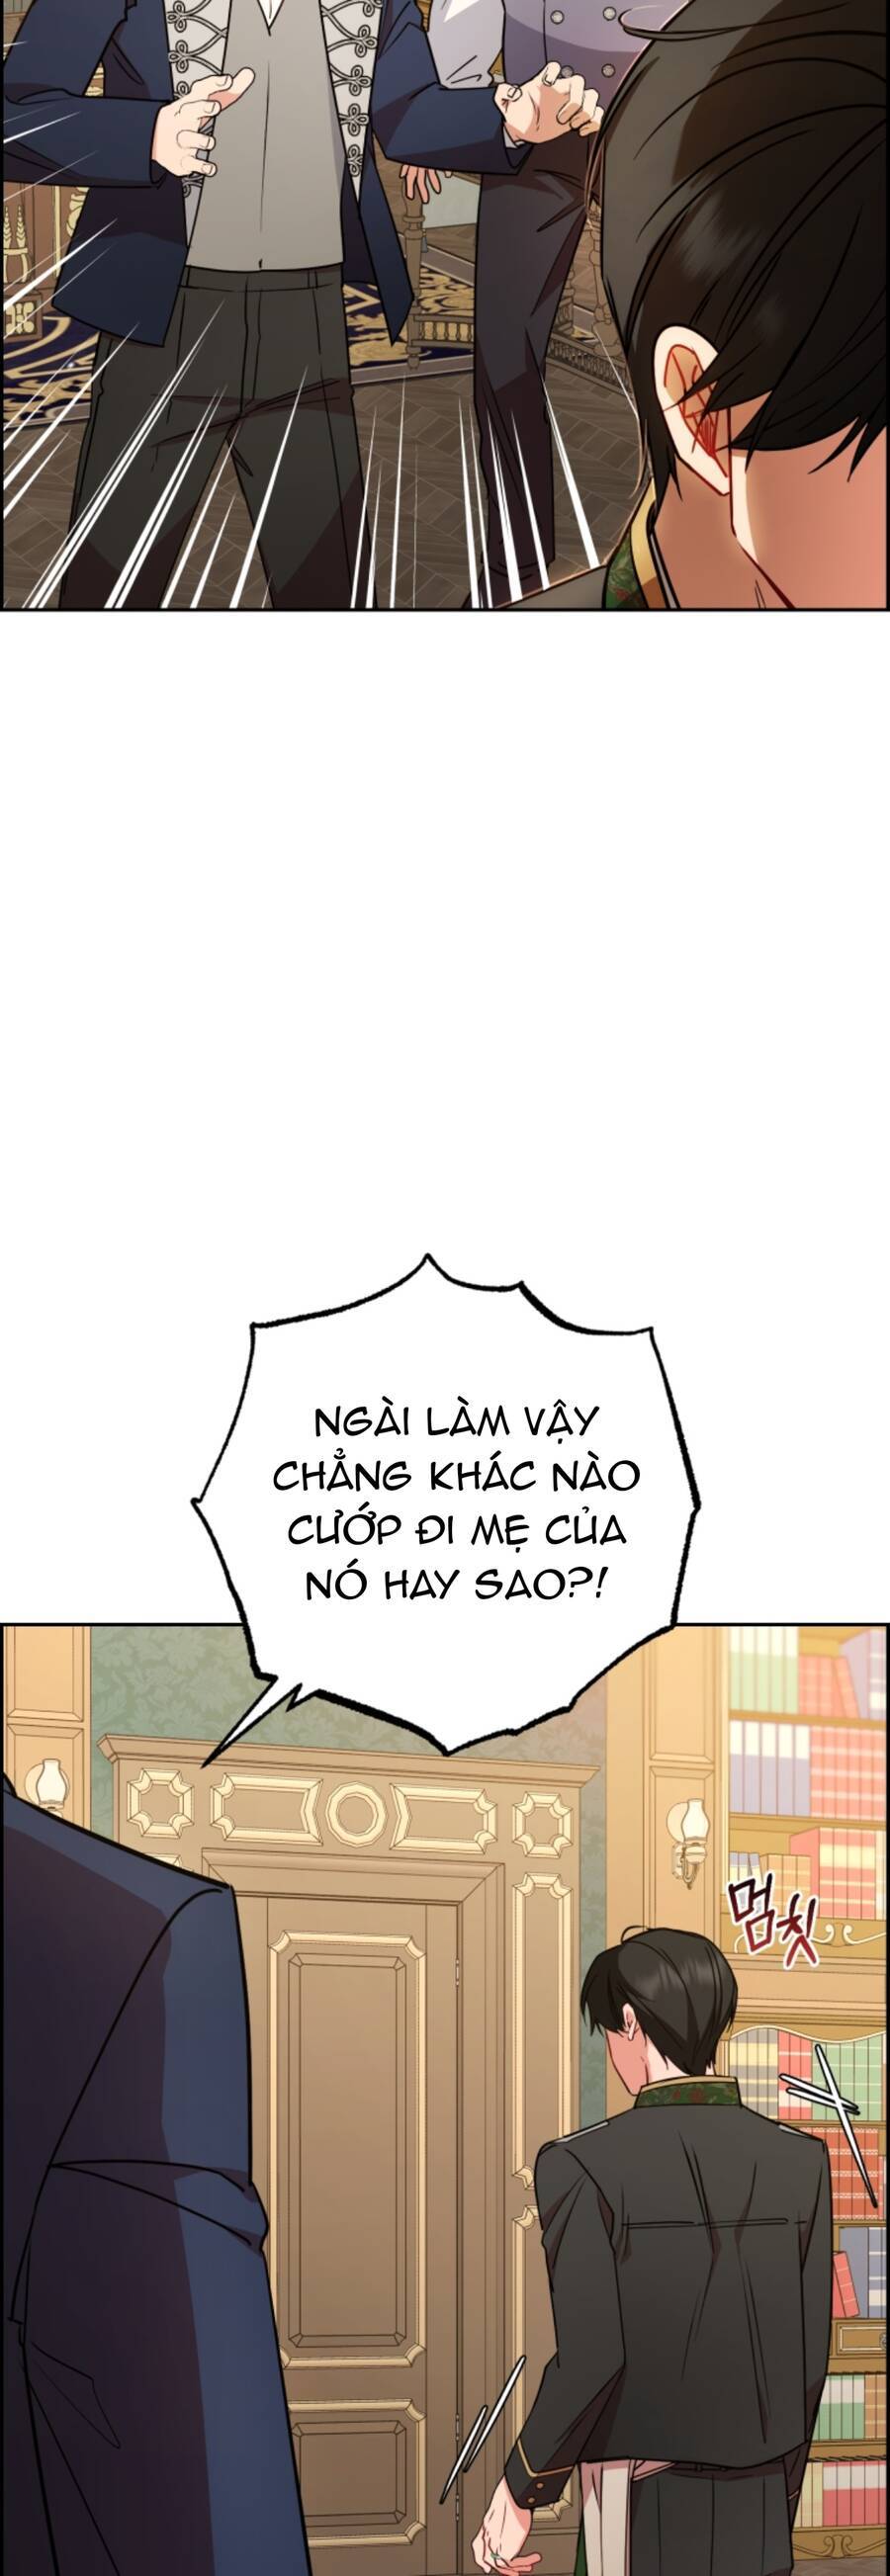 NGÀI LÀM VẬY
CHẲNG KHÁC NÀO
CƯỚP ĐI MẸ CỦA
NÓ HAY SAO?!
멈칫